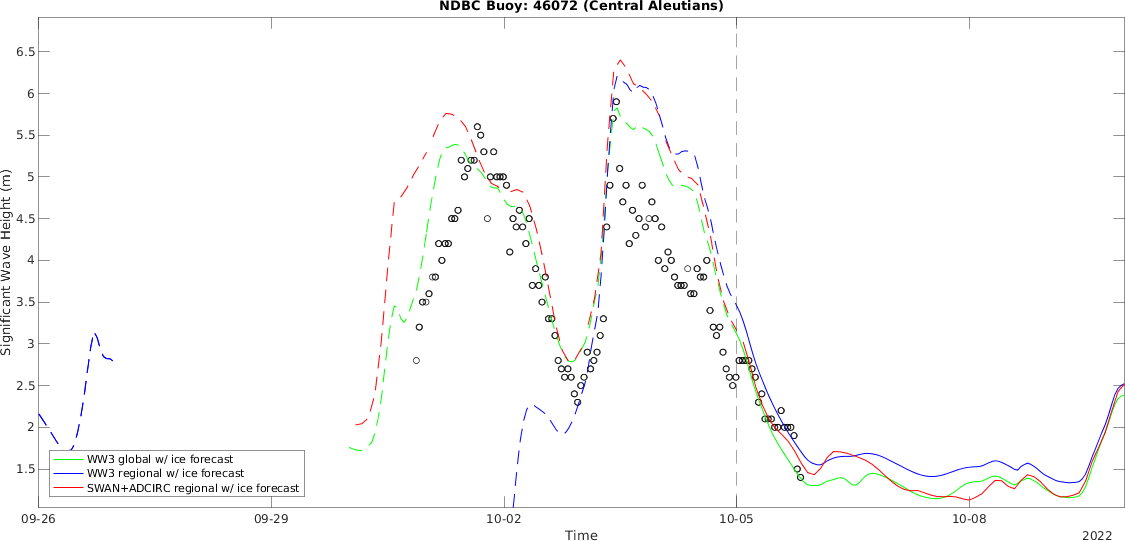 NDBC Buoy: 46072 (Central Aleutians)
6.5
6
5.5
5
4.5
4
3.5
3
2.5
2
1.5
Significant Wave Height (m)
WW3 global w/ ice forecast
WW3 regional w/ ice forecast
SWAN+ADCIRC regional w/ ice forecast
09-26
09-29
10-02
10-05
10-08
Time
2022